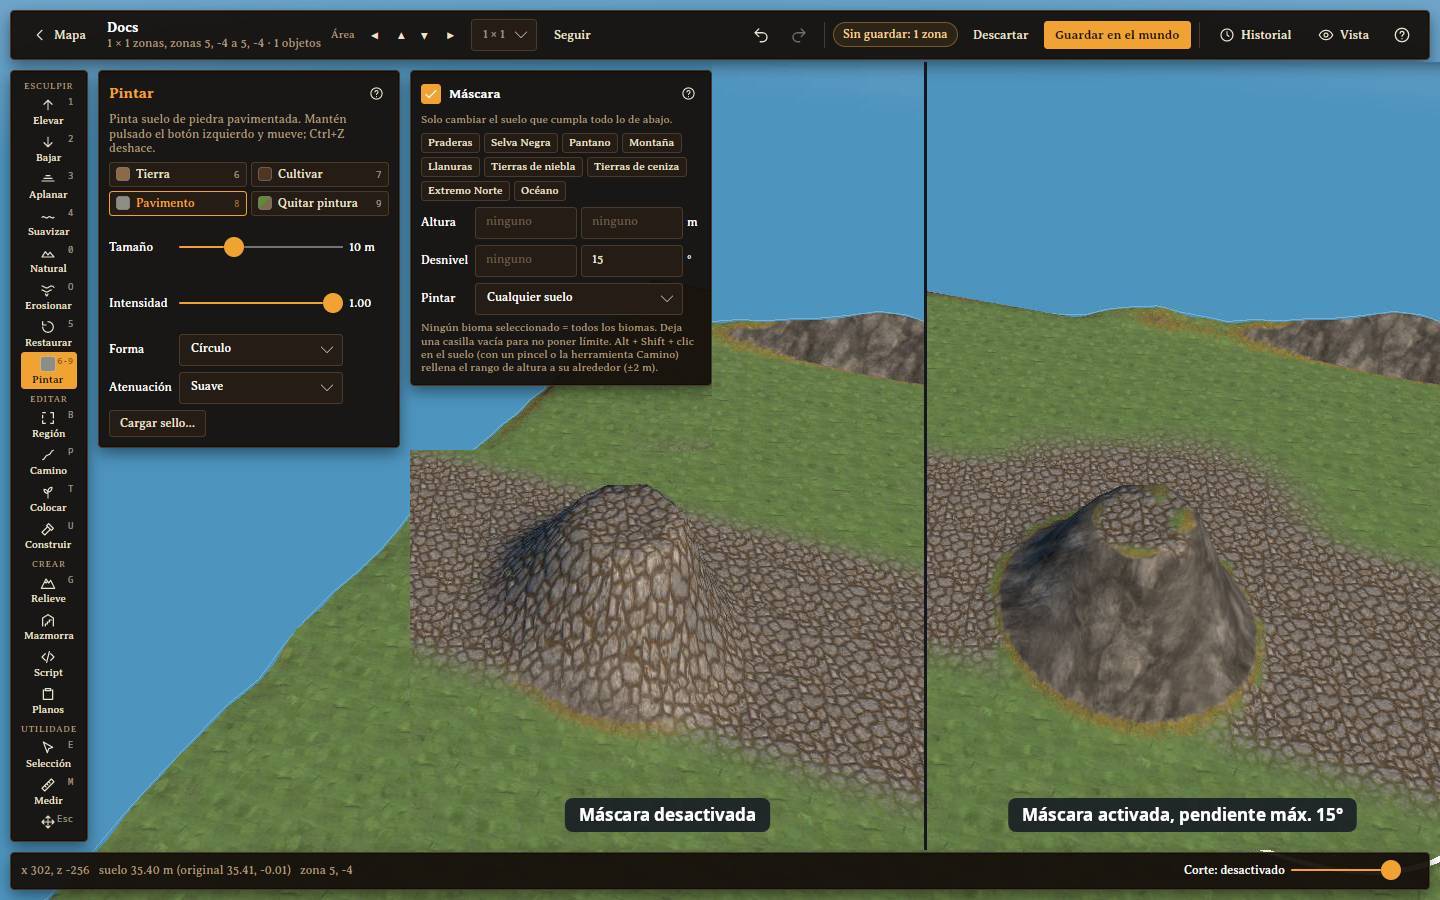 Mapa
Docs
1 × 1 zonas, zonas 5, -4 a 5, -4 · 1 objetos
Área
1 × 1
Seguir
Sin guardar: 1 zona
Descartar
Guardar en el mundo
Historial
Vista
ESCULPIR
1
Elevar
2
Bajar
3
Aplanar
4
Suavizar
0
Natural
O
Erosionar
5
Restaurar
6-9
Pintar
EDITAR
B
Región
P
Camino
T
Colocar
U
Construir
CREAR
G
Relieve
Mazmorra
Script
Planos
UTILIDADE
E
Selección
M
Medir
Esc
Pintar
Pinta suelo de piedra pavimentada. Mantén
pulsado el botón izquierdo y mueve; Ctrl+Z
deshace.
Tierra 6
Cultivar 7
Pavimento 8
Quitar pintura 9
Tamaño 10 m
Intensidad 1.00
Forma Círculo
Atenuación Suave
Cargar sello...
Máscara
Solo cambiar el suelo que cumpla todo lo de abajo.
Praderas Selva Negra Pantano Montaña
Llanuras Tierras de niebla Tierras de ceniza
Extremo Norte Océano
Altura ninguno ninguno m
Desnivel ninguno 15 °
Pintar Cualquier suelo
Ningún bioma seleccionado = todos los biomas. Deja
una casilla vacía para no poner límite. Alt + Shift + clic
en el suelo (con un pincel o la herramienta Camino)
rellena el rango de altura a su alrededor (±2 m).
Máscara desactivada
Máscara activada, pendiente máx. 15°
x 302, z -256 suelo 35.40 m (original 35.41, -0.01) zona 5, -4
Corte: desactivado